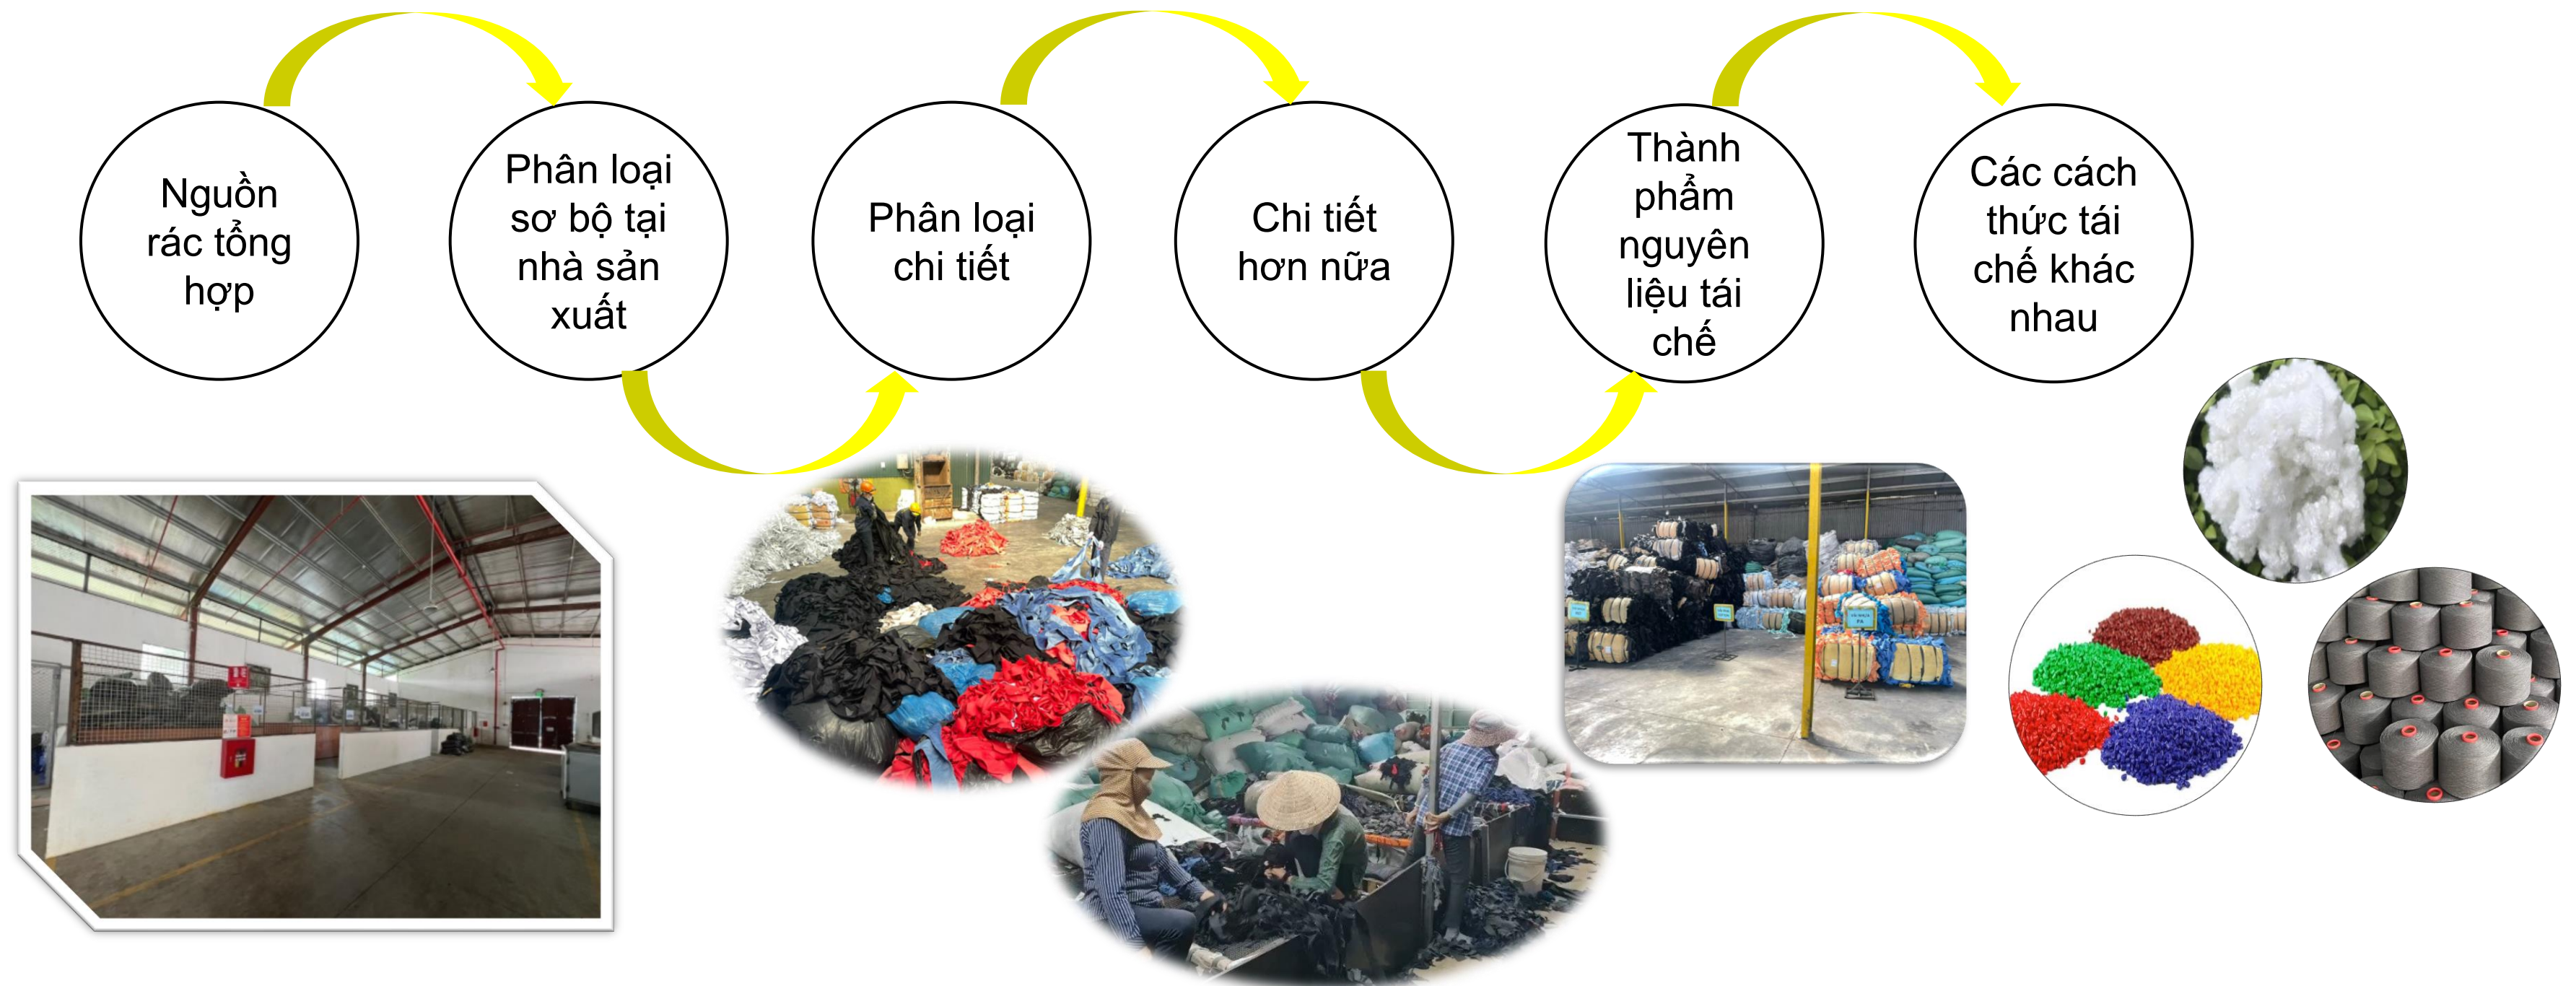 Nguồn
rác tổng
hợp
Phân loại
sơ bộ tại
nhà sản
xuất
Phân loại
chi tiết
Chi tiết
hơn nữa
Thành
phẩm
nguyên
liệu tái
chế
Các cách
thức tái
chế khác
nhau